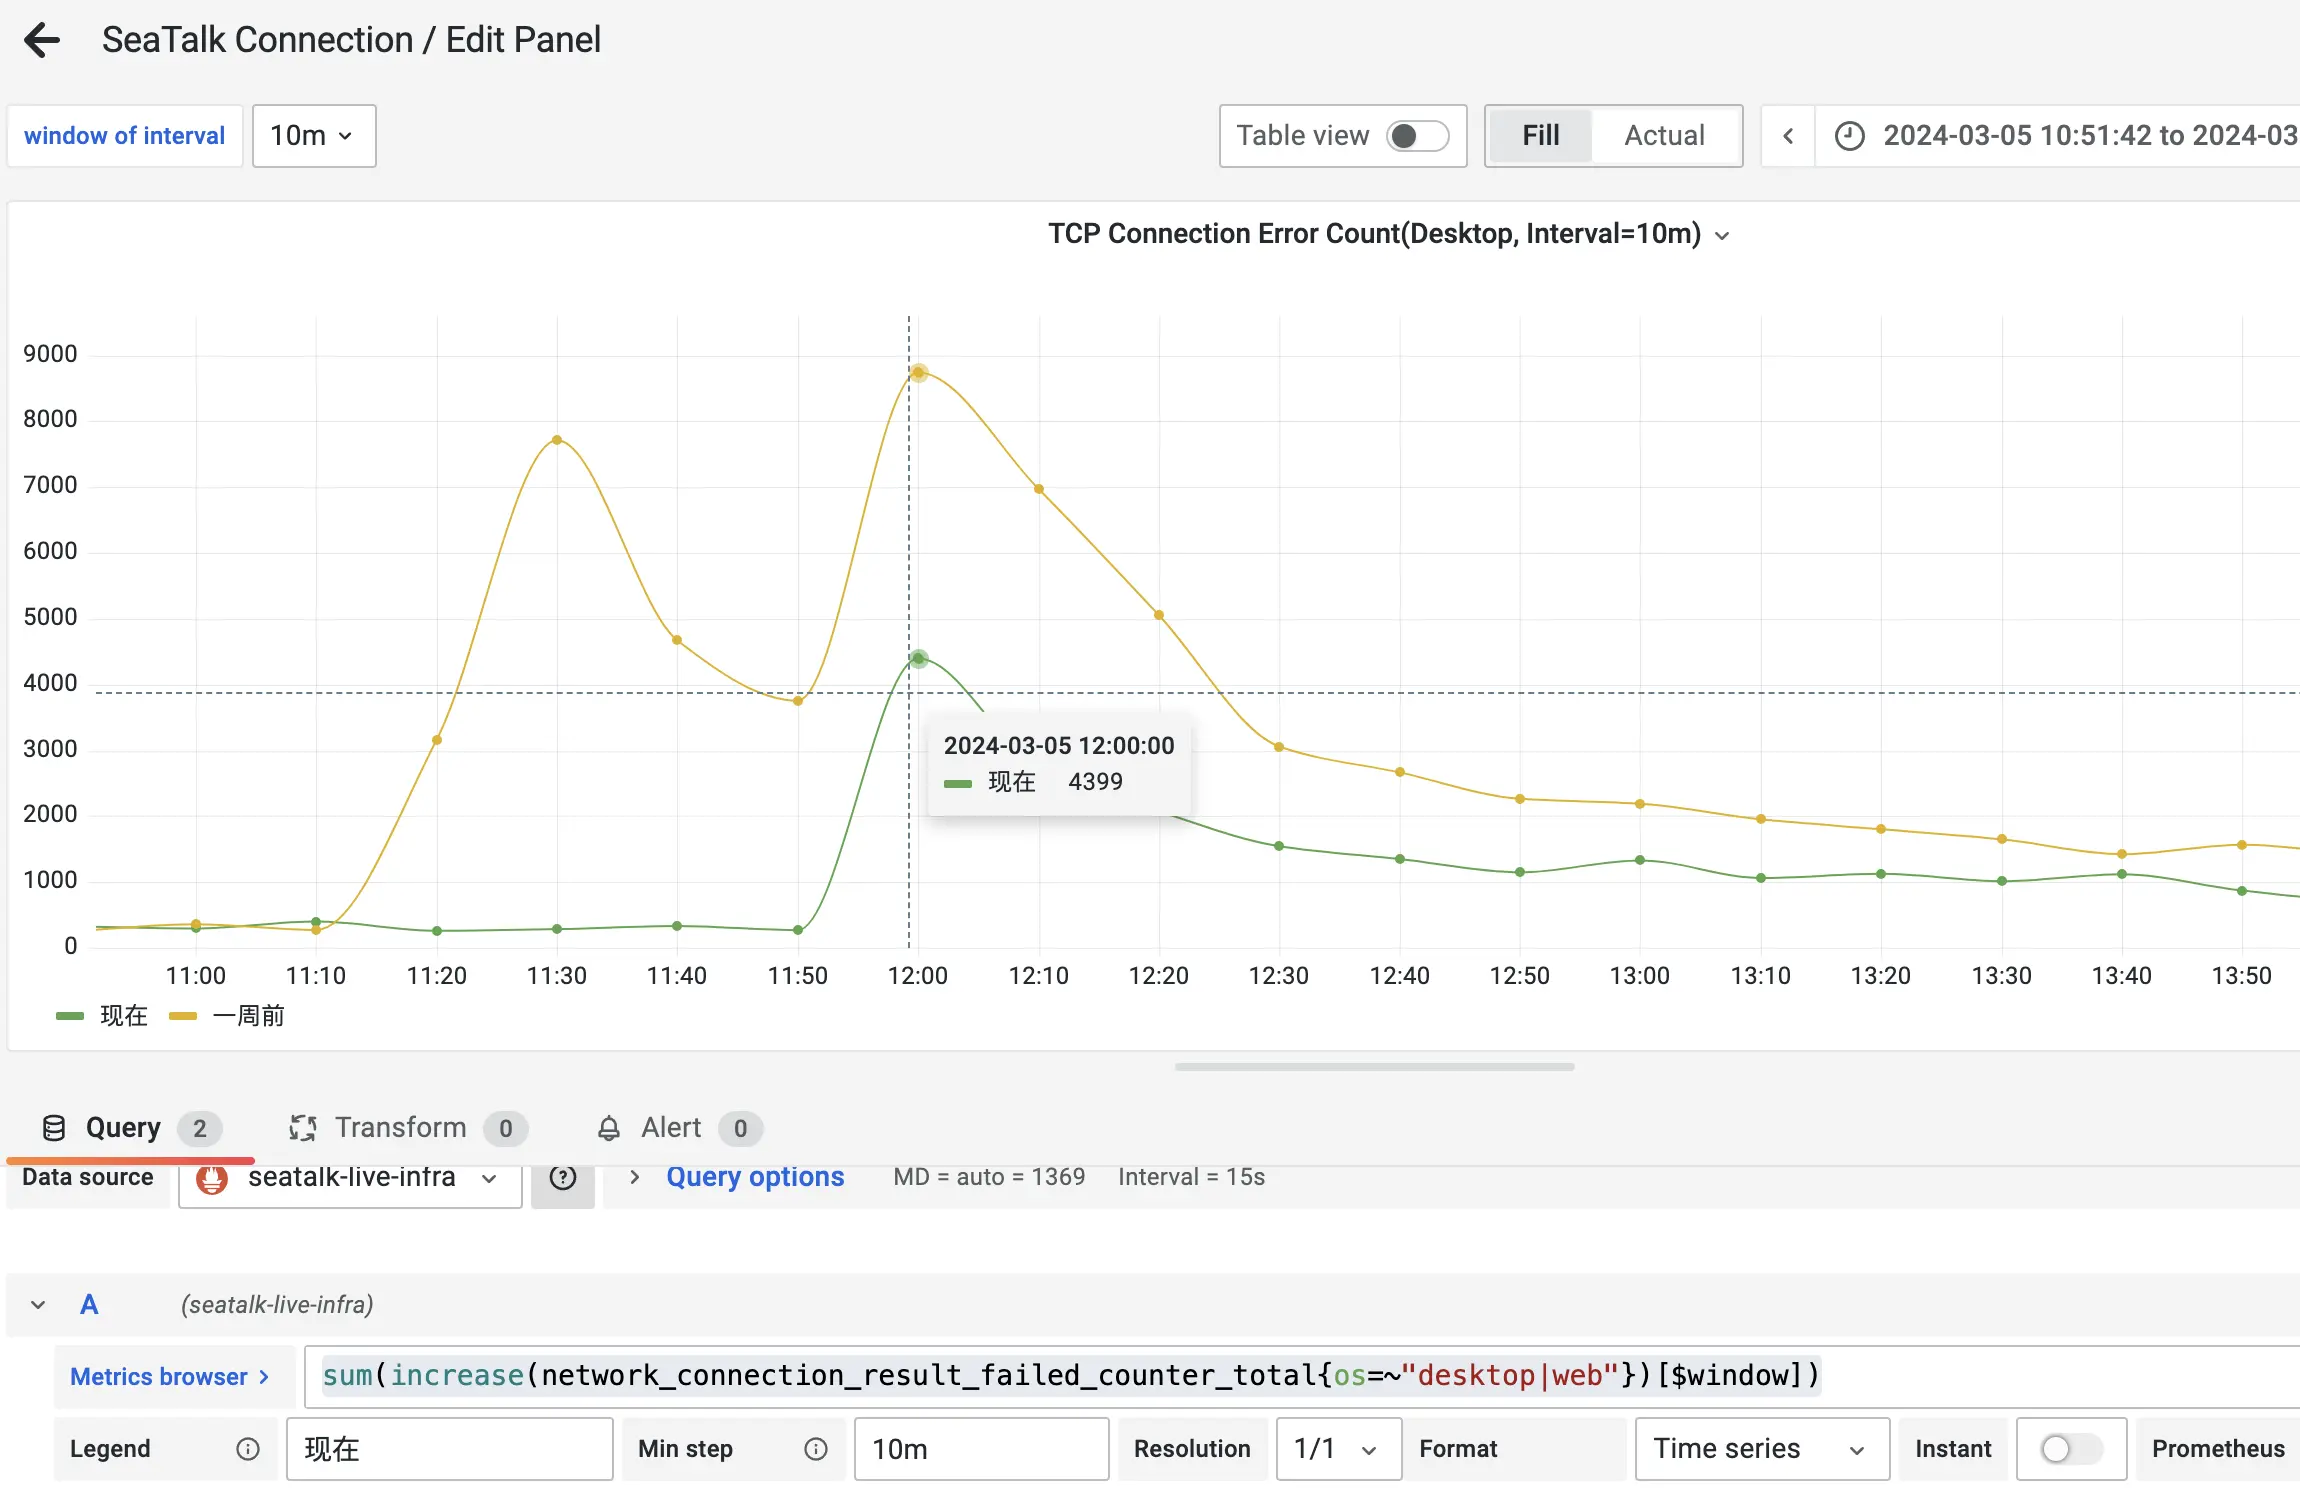 SeaTalk Connection / Edit Panel
window of interval 10m Table view Fill Actual 2024-03-05 10:51:42 to 2024-03
TCP Connection Error Count(Desktop, Interval=10m)
9000
8000
7000
6000
5000
4000
3000
2000
1000
0
2024-03-05 12:00:00
现在 4399
11:00 11:10 11:20 11:30 11:40 11:50 12:00 12:10 12:20 12:30 12:40 12:50 13:00 13:10 13:20 13:30 13:40 13:50
现在 一周前
Query 2 Transform 0 Alert 0
Data source seatalk-live-infra Query options MD = auto = 1369 Interval = 15s
A (seatalk-live-infra)
Metrics browser > sum(increase(network_connection_result_failed_counter_total{os=~"desktop|web"})[$window])
Legend 现在 Min step 10m Resolution 1/1 Format Time series Instant Prometheus